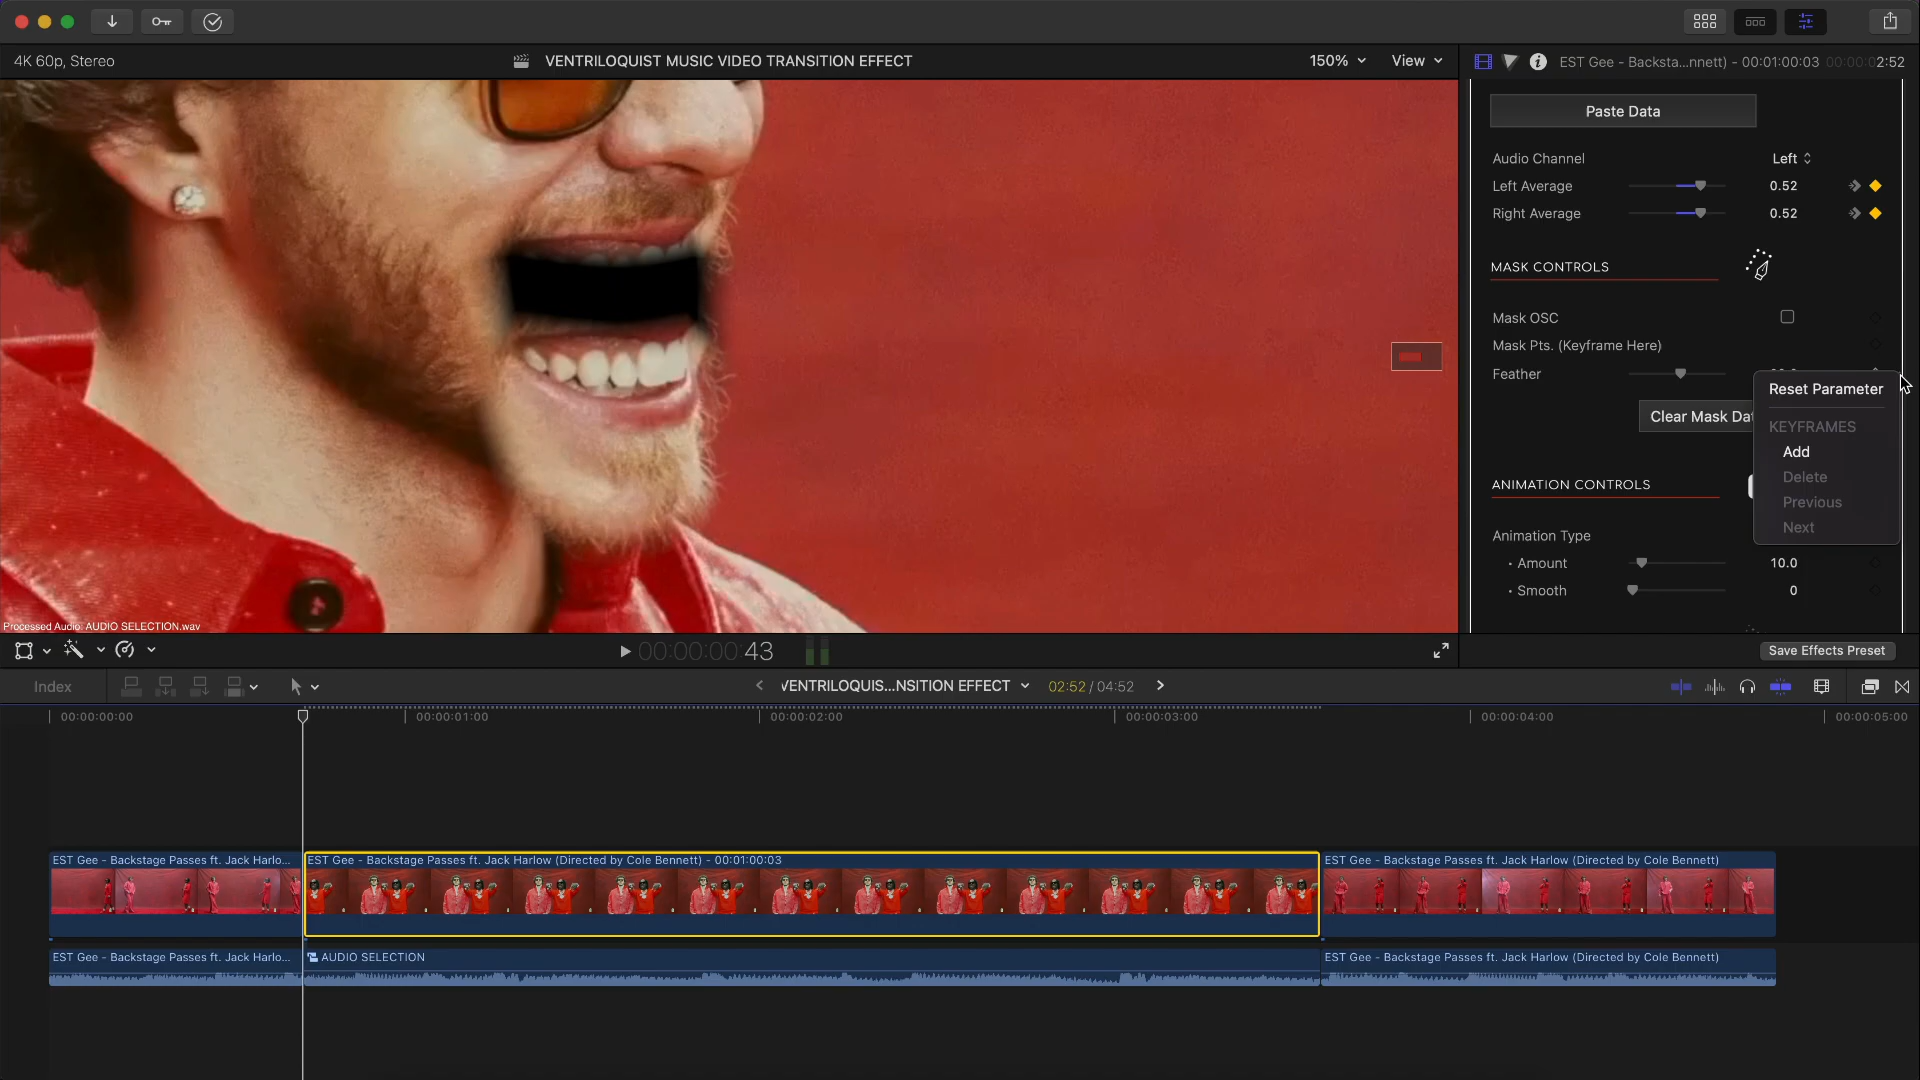 4K 60p, Stereo
VENTRILOQUIST MUSIC VIDEO TRANSITION EFFECT
150%
View
EST Gee - Backsta...nnett) - 00:01:00:03
00:00:02:52
Paste Data
Audio Channel
Left
Left Average
0.52
Right Average
0.52
MASK CONTROLS
Mask OSC
Mask Pts. (Keyframe Here)
Feather
Reset Parameter
Clear Mask Dat
KEYFRAMES
Add
Delete
Previous
Next
ANIMATION CONTROLS
Animation Type
• Amount
10.0
• Smooth
0
Processed Audio: AUDIO SELECTION.wav
00:00:00:43
Save Effects Preset
Index
VENTRILOQUIS...NSITION EFFECT
02:52 / 04:52
00:00:00:00
00:00:01:00
00:00:02:00
00:00:03:00
00:00:04:00
00:00:05:00
EST Gee - Backstage Passes ft. Jack Harlo...
EST Gee - Backstage Passes ft. Jack Harlow (Directed by Cole Bennett) - 00:01:00:03
EST Gee - Backstage Passes ft. Jack Harlow (Directed by Cole Bennett)
EST Gee - Backstage Passes ft. Jack Harlo...
AUDIO SELECTION
EST Gee - Backstage Passes ft. Jack Harlow (Directed by Cole Bennett)